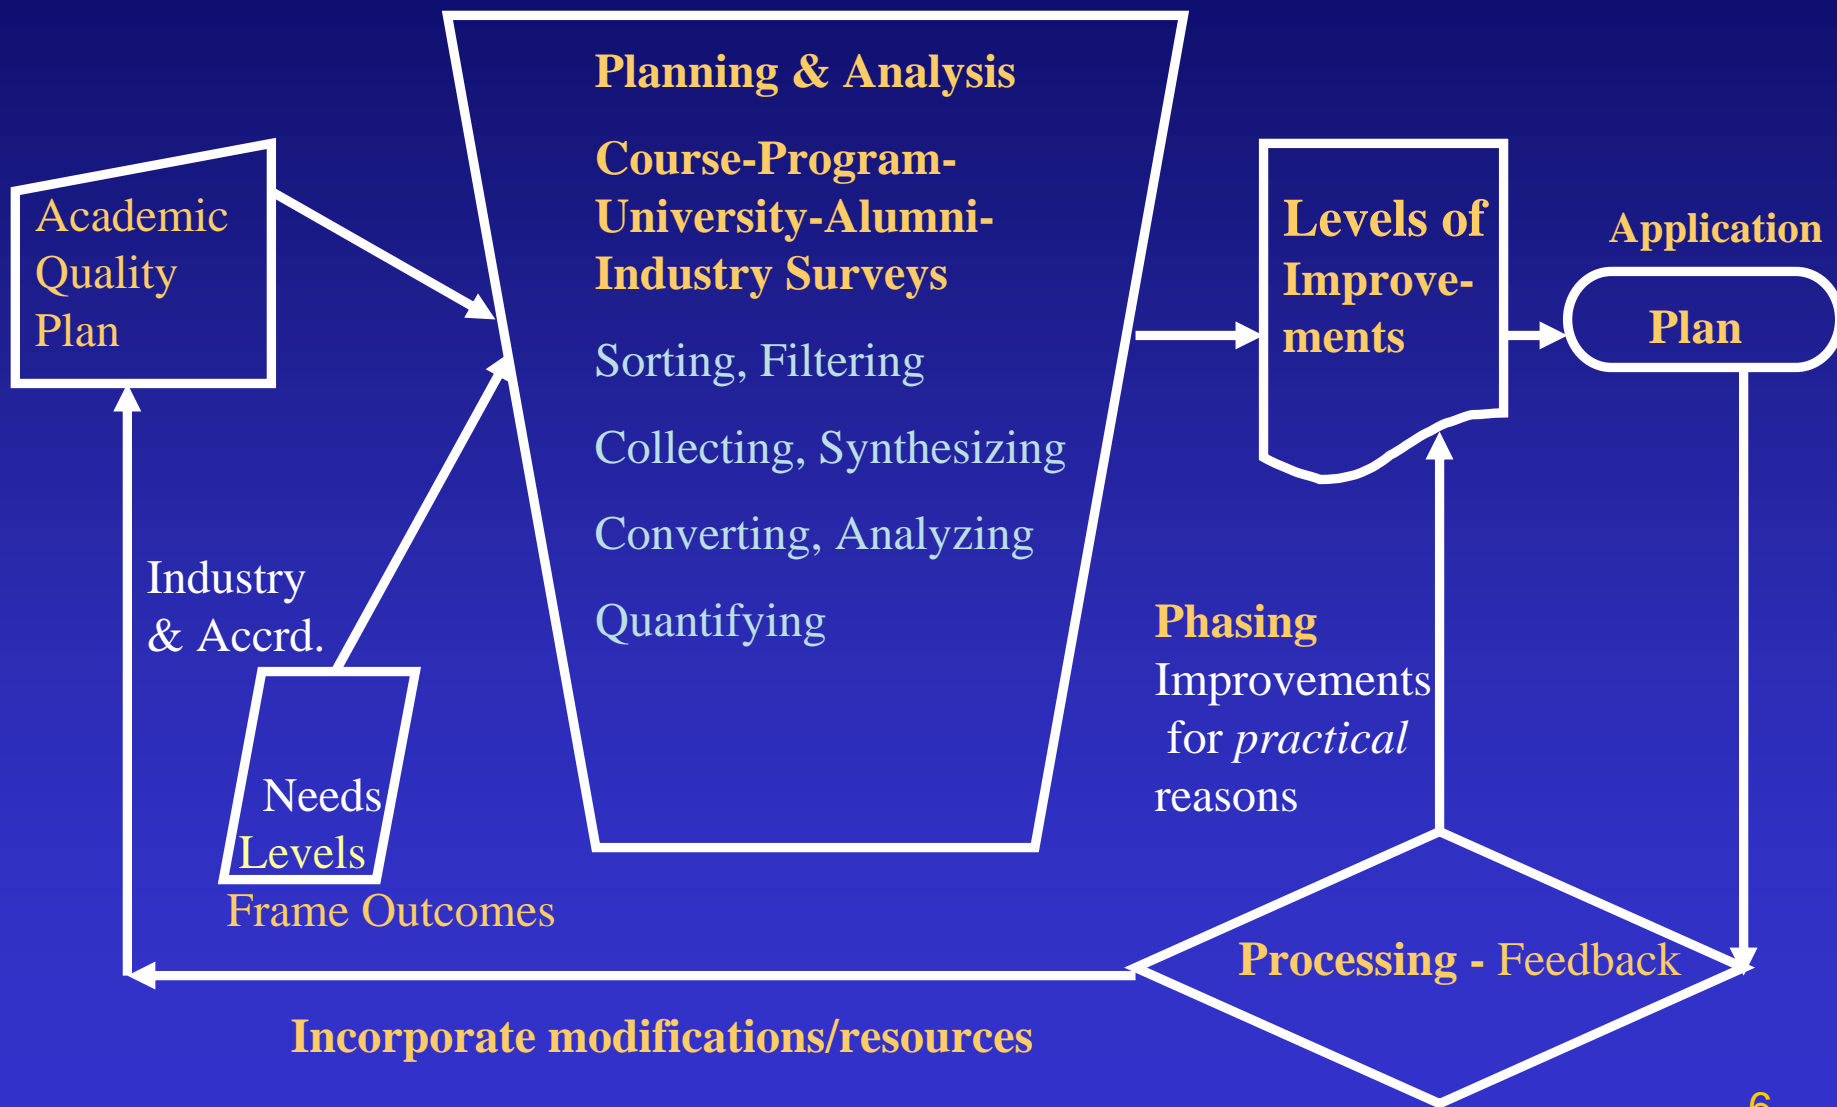 Planning & Analysis
Course-Program-
University-Alumni-
Industry Surveys
Sorting, Filtering
Collecting, Synthesizing
Converting, Analyzing
Quantifying
Academic
Quality
Plan
Industry
& Accrd.
Needs
Levels
Frame Outcomes
Levels of
Improve-
ments
Application
Plan
Phasing
Improvements
for practical
reasons
Processing - Feedback
Incorporate modifications/resources
6